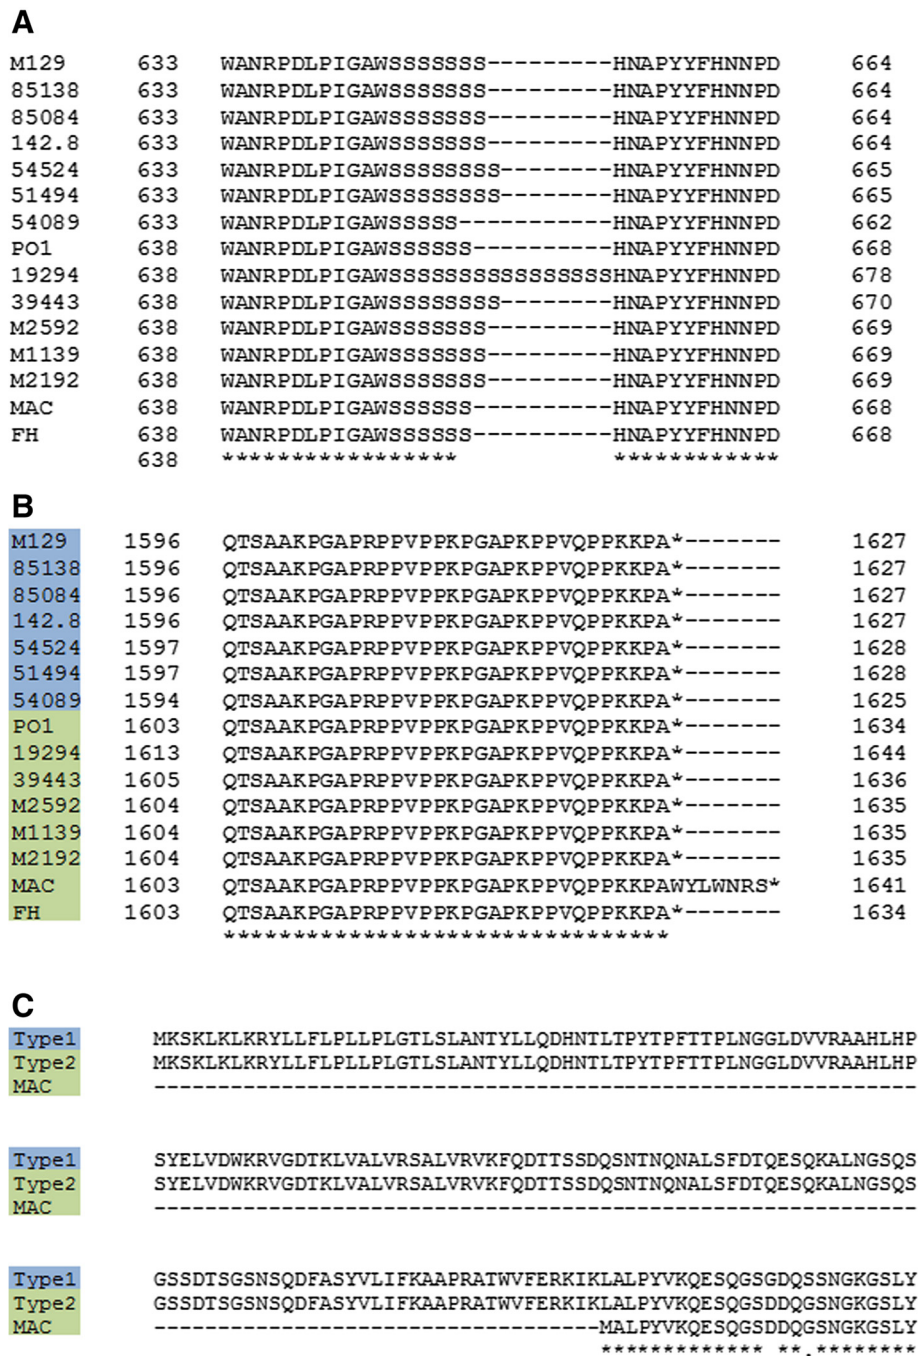 A
M129 633 WANRPDLPIGAWSSSSSSS---------HNAPYYFHNNPD 664
85138 633 WANRPDLPIGAWSSSSSSS---------HNAPYYFHNNPD 664
85084 633 WANRPDLPIGAWSSSSSSS---------HNAPYYFHNNPD 664
142.8 633 WANRPDLPIGAWSSSSSSS---------HNAPYYFHNNPD 664
54524 633 WANRPDLPIGAWSSSSSSSS--------HNAPYYFHNNPD 665
51494 633 WANRPDLPIGAWSSSSSSSS--------HNAPYYFHNNPD 665
54089 633 WANRPDLPIGAWSSSSS-----------HNAPYYFHNNPD 662
PO1 638 WANRPDLPIGAWSSSSSS----------HNAPYYFHNNPD 668
19294 638 WANRPDLPIGAWSSSSSSSSSSSSSSSSHNAPYYFHNNPD 678
39443 638 WANRPDLPIGAWSSSSSSSS--------HNAPYYFHNNPD 670
M2592 638 WANRPDLPIGAWSSSSSSS---------HNAPYYFHNNPD 669
M1139 638 WANRPDLPIGAWSSSSSSS---------HNAPYYFHNNPD 669
M2192 638 WANRPDLPIGAWSSSSSSS---------HNAPYYFHNNPD 669
MAC 638 WANRPDLPIGAWSSSSSS----------HNAPYYFHNNPD 668
FH 638 WANRPDLPIGAWSSSSSS----------HNAPYYFHNNPD 668
638 *****************           ************
B
M129 1596 QTSAAKPGAPRPPVPPKPGAPKPPVQPPKKPA*------- 1627
85138 1596 QTSAAKPGAPRPPVPPKPGAPKPPVQPPKKPA*------- 1627
85084 1596 QTSAAKPGAPRPPVPPKPGAPKPPVQPPKKPA*------- 1627
142.8 1596 QTSAAKPGAPRPPVPPKPGAPKPPVQPPKKPA*------- 1627
54524 1597 QTSAAKPGAPRPPVPPKPGAPKPPVQPPKKPA*------- 1628
51494 1597 QTSAAKPGAPRPPVPPKPGAPKPPVQPPKKPA*------- 1628
54089 1594 QTSAAKPGAPRPPVPPKPGAPKPPVQPPKKPA*------- 1625
PO1 1603 QTSAAKPGAPRPPVPPKPGAPKPPVQPPKKPA*------- 1634
19294 1613 QTSAAKPGAPRPPVPPKPGAPKPPVQPPKKPA*------- 1644
39443 1605 QTSAAKPGAPRPPVPPKPGAPKPPVQPPKKPA*------- 1636
M2592 1604 QTSAAKPGAPRPPVPPKPGAPKPPVQPPKKPA*------- 1635
M1139 1604 QTSAAKPGAPRPPVPPKPGAPKPPVQPPKKPA*------- 1635
M2192 1604 QTSAAKPGAPRPPVPPKPGAPKPPVQPPKKPA*------- 1635
MAC 1603 QTSAAKPGAPRPPVPPKPGAPKPPVQPPKKPAWYLWNRS* 1641
FH 1603 QTSAAKPGAPRPPVPPKPGAPKPPVQPPKKPA*------- 1634
********************************
C
Type1 MKSKLKLKRYLLFLPLLPLGTLSLANTYLLQDHNTLTPYTPFTTPLNGGLDVVRAAHLHP
Type2 MKSKLKLKRYLLFLPLLPLGTLSLANTYLLQDHNTLTPYTPFTTPLNGGLDVVRAAHLHP
MAC ------------------------------------------------------------
Type1 SYELVDWKRVGDTKLVALVRSALVRVKFQDTTSSDQSNTNQNALSFDTQESQKALNGSQS
Type2 SYELVDWKRVGDTKLVALVRSALVRVKFQDTTSSDQSNTNQNALSFDTQESQKALNGSQS
MAC ------------------------------------------------------------
Type1 GSSDTSGSNSQDFASYVLIFKAAPRATWVFERKIKLALPYVKQESQGSGDQSSNGKGSLY
Type2 GSSDTSGSNSQDFASYVLIFKAAPRATWVFERKIKLALPYVKQESQGSDDQGSNGKGSLY
MAC -----------------------------------MALPYVKQESQGSDDQGSNGKGSLY
************* **.********